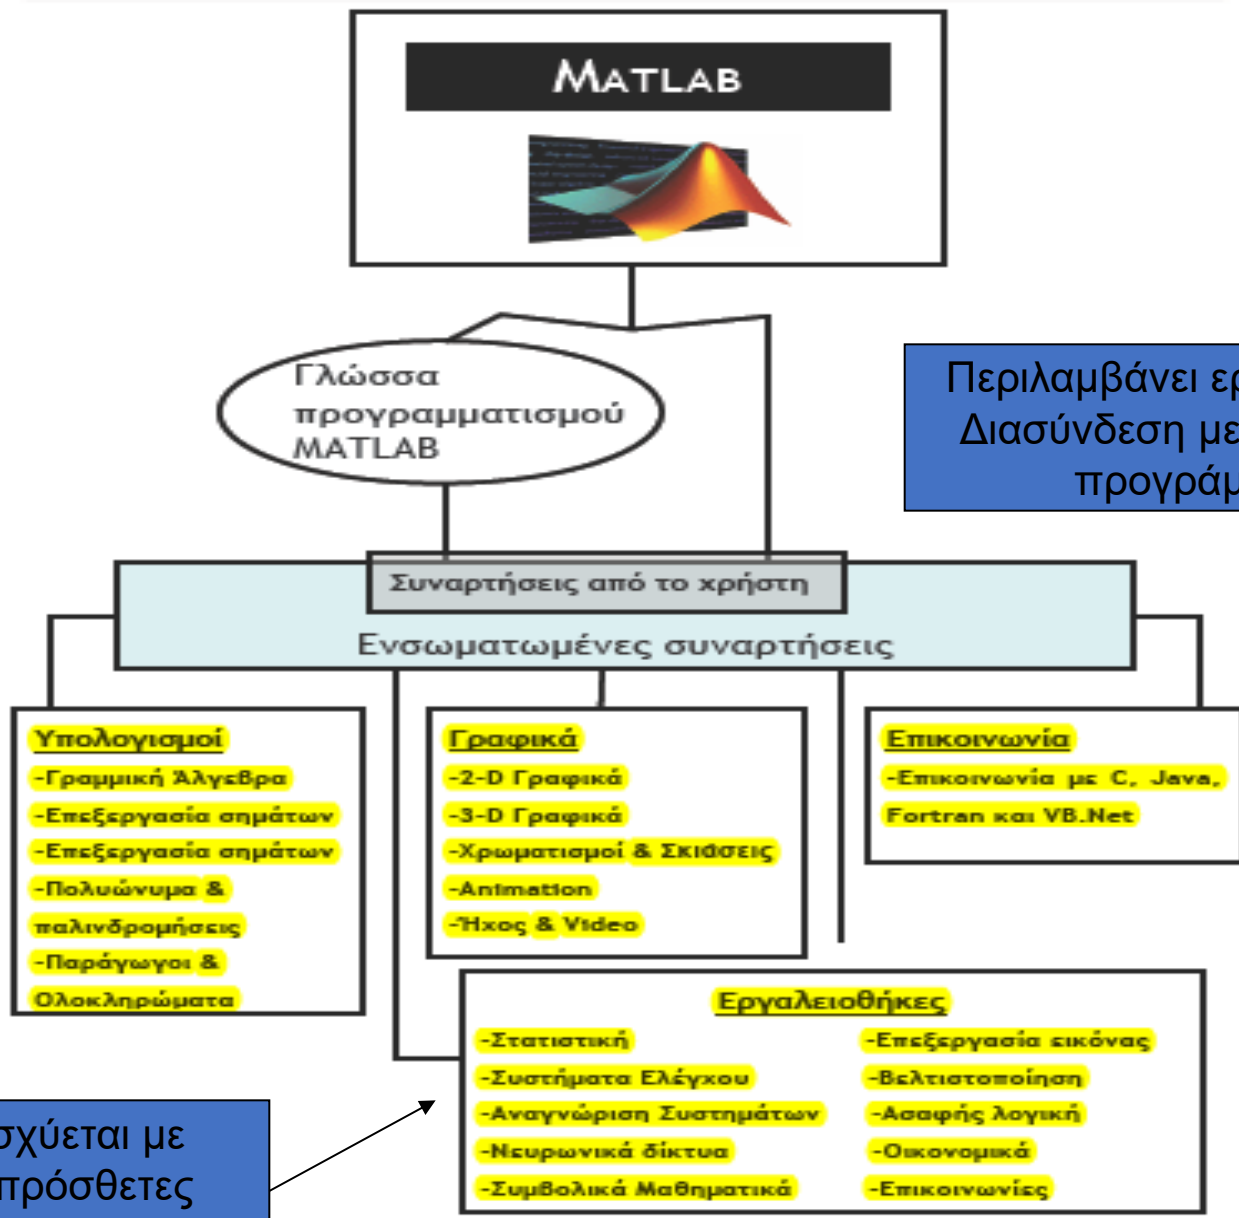 MATLAB
Γλώσσα
προγραμματισμού
MATLAB
Περιλαμβάνει
Διασύνδεση με
Συναρτήσεις από το χρήστη
Ενσωματωμένες συναρτήσεις
Υπολογισμοί
-Γραμμική Άλγεβρα
-Επεξεργασία σημάτων
-Επεξεργασία σημάτων
-Πολυώνυμα &
παλινδρομήσεις
-Παράγωγοι &
Ολοκληρώματα
Γραφικά
-2-D Γραφικά
-3-D Γραφικά
-Χρωματισμοί & Σκιάσεις
-Animation
-Ήχος & Video
Επικοινωνία
-Επικοινωνία με C, Java,
Fortran και VB.Net
Εργαλειοθήκες
-Στατιστική
-Συστήματα Ελέγχου
-Αναγνώριση Συστημάτων
-Νευρωνικά δίκτυα
-Συμβολικά Μαθηματικά
-Επεξεργασία εικόνας
-Βελτιστοποίηση
-Ασαφής λογική
-Οικονομικά
-Επικοινωνίες
με
πρόσθετες